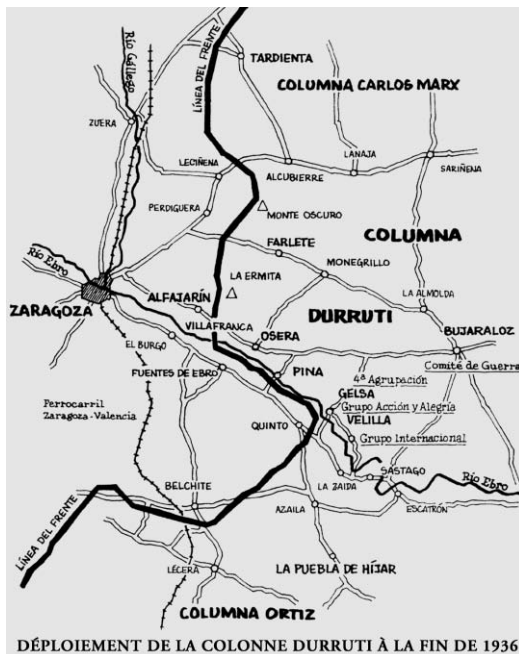 LÍNEA DEL FRENTE
TARDIENTA
COLUMNA CARLOS MARX
Río Gállego
ZUERA
LECIÑENA
ALCUBIERRE
LANAJA
SARIÑENA
PERDIGUERA
MONTE OSCURO
COLUMNA
FARLETE
MONEGRILLO
Río Ebro
LA ERMITA
ZARAGOZA
ALFAJARÍN
LA ALMOLDA
VILLAFRANCA
DURRUTI
OSERA
BUJARALOZ
EL BURGO
Comité de Guerra
FUENTES DE EBRO
PINA
4ª Agrupación
GELSA
Grupo Acción y Alegría
VELILLA
Ferrocarril
Zaragoza-Valencia
QUINTO
Grupo Internacional
SÁSTAGO
Río Ebro
BELCHITE
LA ZAIDA
AZAILA
ESCATRÓN
LÍNEA DEL FRENTE
LÉCERA
LA PUEBLA DE HÍJAR
COLUMNA ORTIZ
DÉPLOIEMENT DE LA COLONNE DURRUTI À LA FIN DE 1936